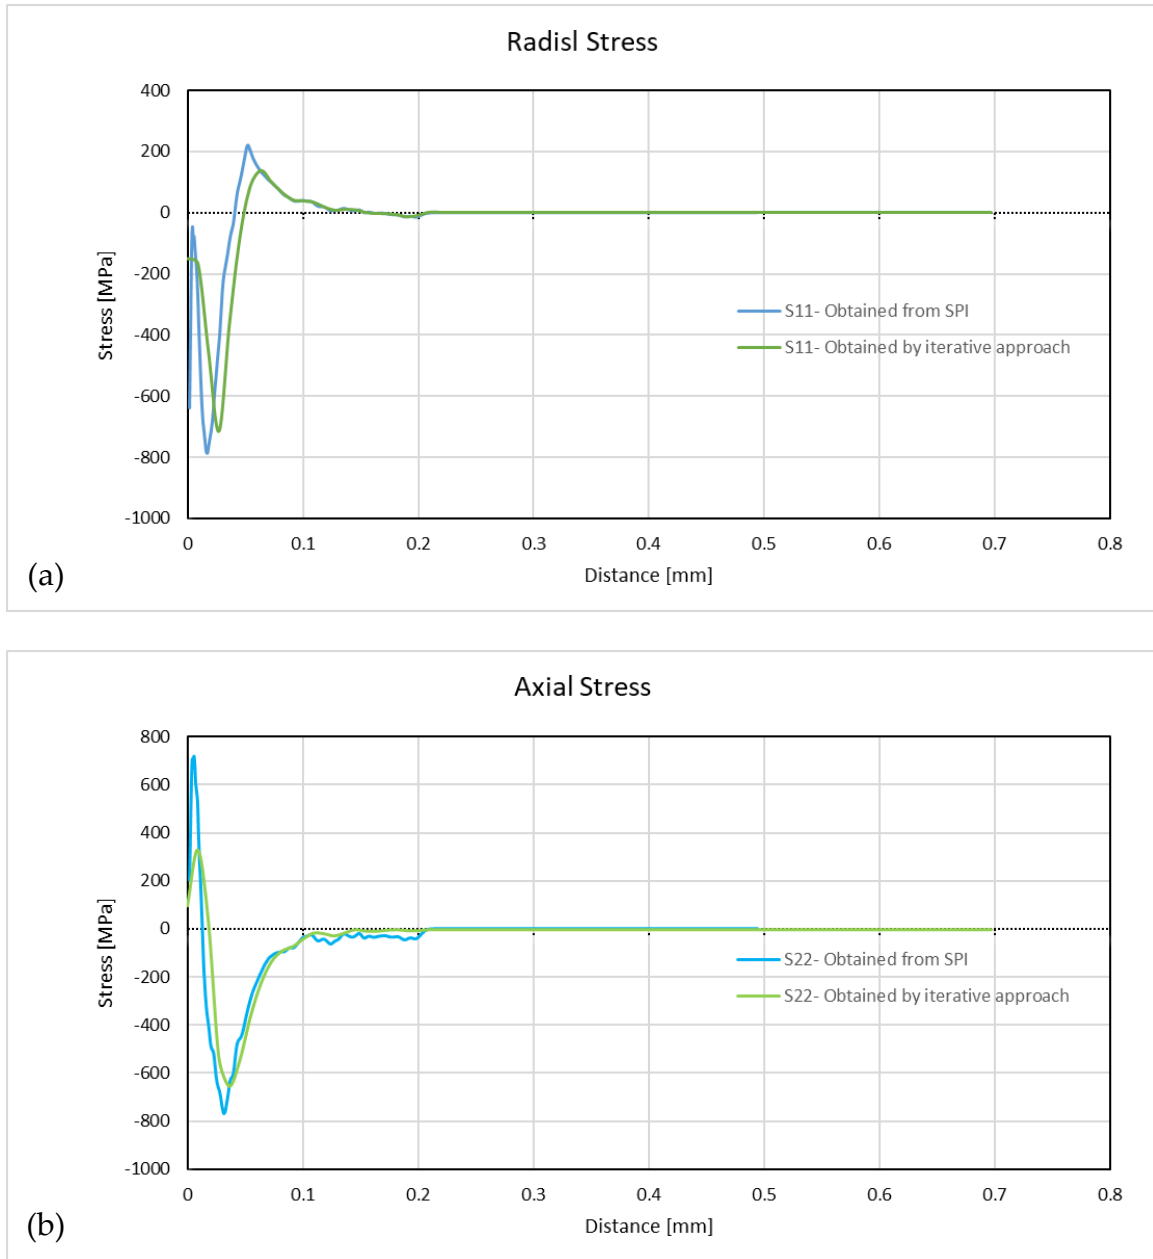 Radisl Stress
400
200
0
-200
-400
-600
-800
-1000
Stress [MPa]
S11- Obtained from SPI
S11- Obtained by iterative approach
0 0.1 0.2 0.3 0.4 0.5 0.6 0.7 0.8
Distance [mm]
(a)
Axial Stress
800
600
400
200
0
-200
-400
-600
-800
-1000
Stress [MPa]
S22- Obtained from SPI
S22- Obtained by iterative approach
0 0.1 0.2 0.3 0.4 0.5 0.6 0.7 0.8
Distance [mm]
(b)